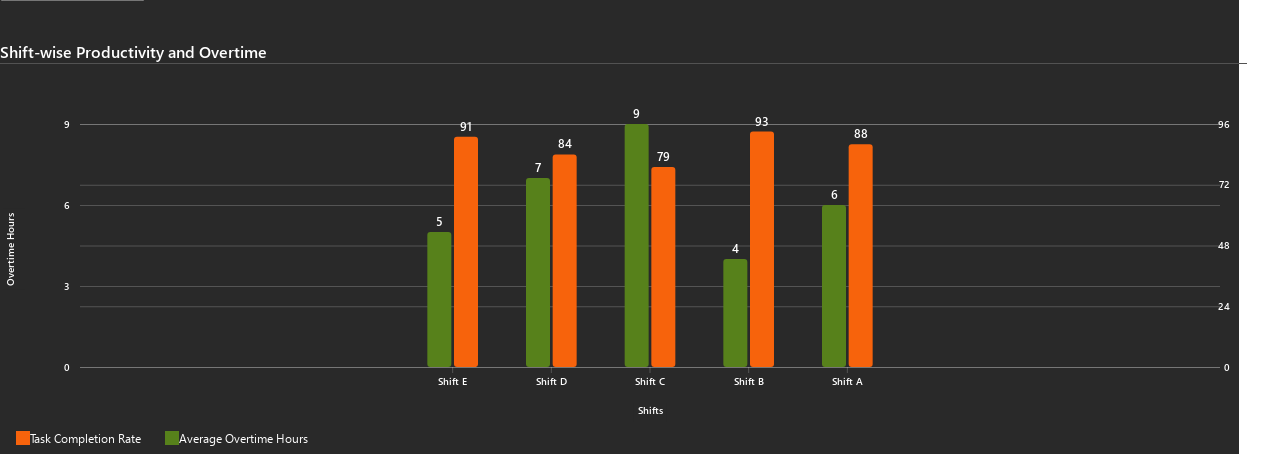 Shift-wise Productivity and Overtime
9
6
3
0
Overtime Hours
96
72
48
24
0
5
91
7
84
9
79
4
93
6
88
Shift E
Shift D
Shift C
Shift B
Shift A
Shifts
Task Completion Rate
Average Overtime Hours